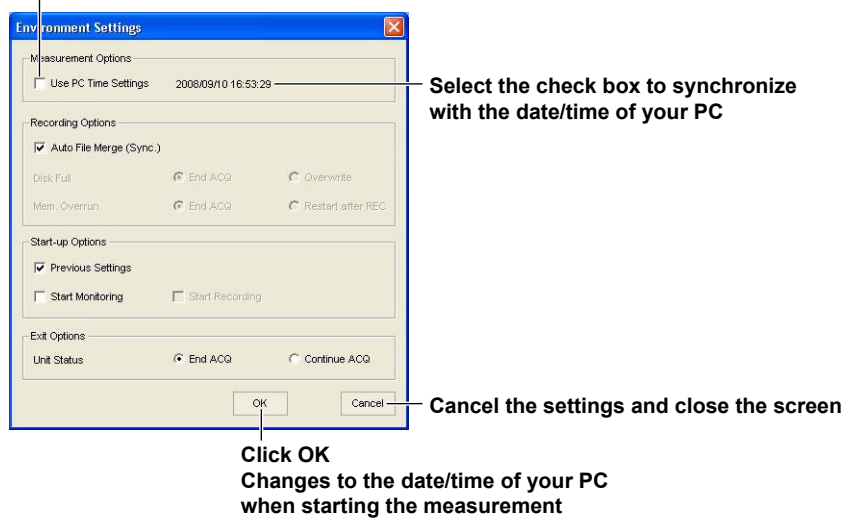 Environment Settings
Measurement Options
Use PC Time Settings 2008/09/10 16:53:29
Select the check box to synchronize
with the date/time of your PC
Recording Options
Auto File Merge (Sync.)
Disk Full End ACQ Overwrite
Mem. Overrun End ACQ Restart after REC
Start-up Options
Previous Settings
Start Monitoring Start Recording
Exit Options
Unit Status End ACQ Continue ACQ
OK Cancel
Cancel the settings and close the screen
Click OK
Changes to the date/time of your PC
when starting the measurement